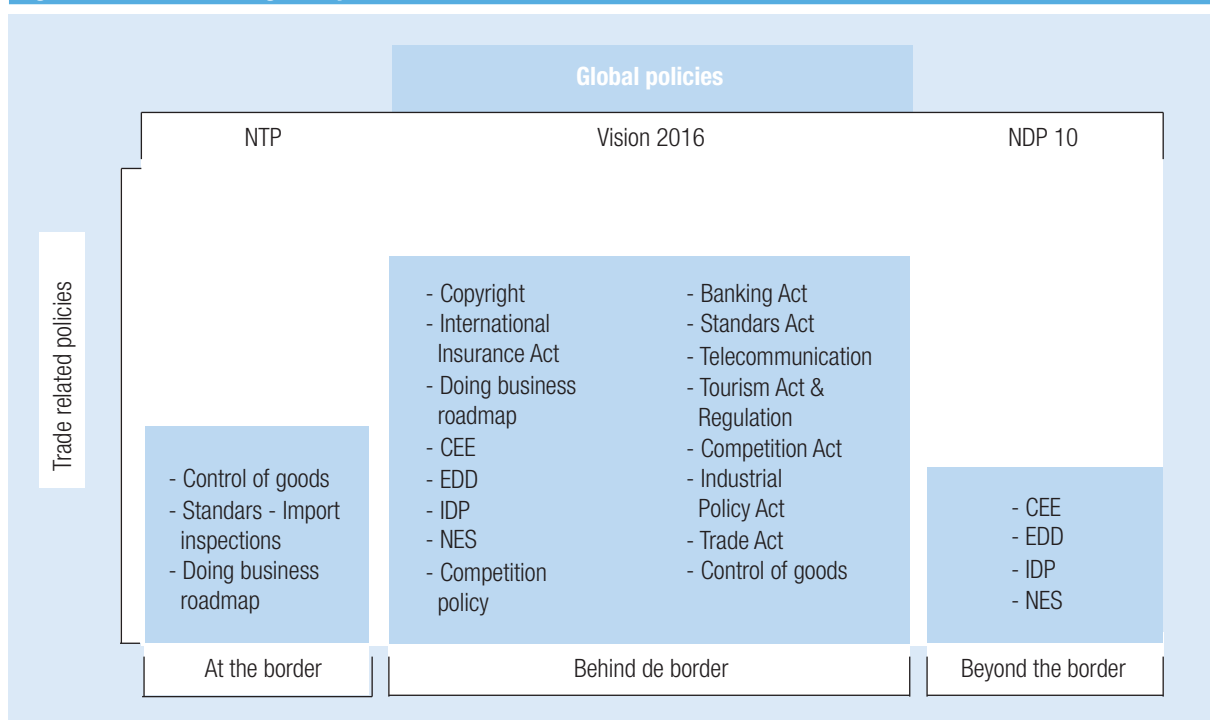 Global policies
NTP
Vision 2016
NDP 10
Trade related policies
- Control of goods
- Standars - Import
inspections
- Doing business
roadmap
- Copyright
- International
Insurance Act
- Doing business
roadmap
- CEE
- EDD
- IDP
- NES
- Competition
policy
- Banking Act
- Standars Act
- Telecommunication
- Tourism Act &
Regulation
- Competition Act
- Industrial
Policy Act
- Trade Act
- Control of goods
- CEE
- EDD
- IDP
- NES
At the border
Behind de border
Beyond the border